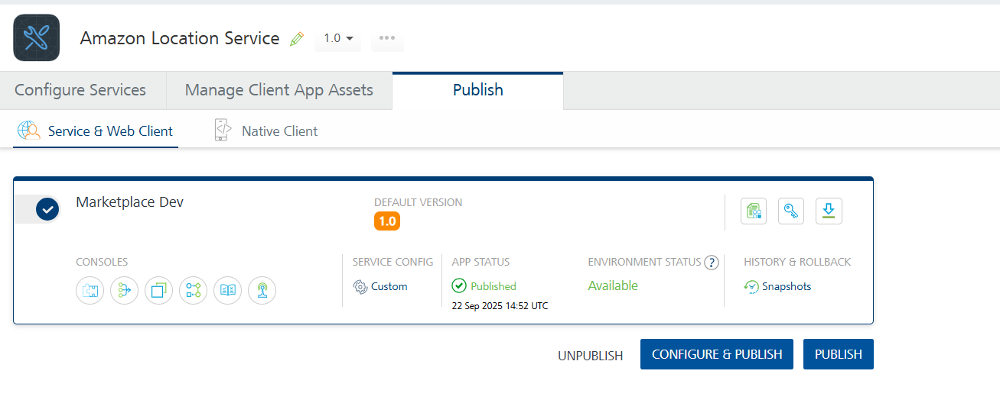 Amazon Location Service 1.0
Configure Services Manage Client App Assets Publish
Service & Web Client Native Client
Marketplace Dev
DEFAULT VERSION
1.0
CONSOLES
SERVICE CONFIG
Custom
APP STATUS
Published
22 Sep 2025 14:52 UTC
ENVIRONMENT STATUS ?
Available
HISTORY & ROLLBACK
Snapshots
UNPUBLISH CONFIGURE & PUBLISH PUBLISH